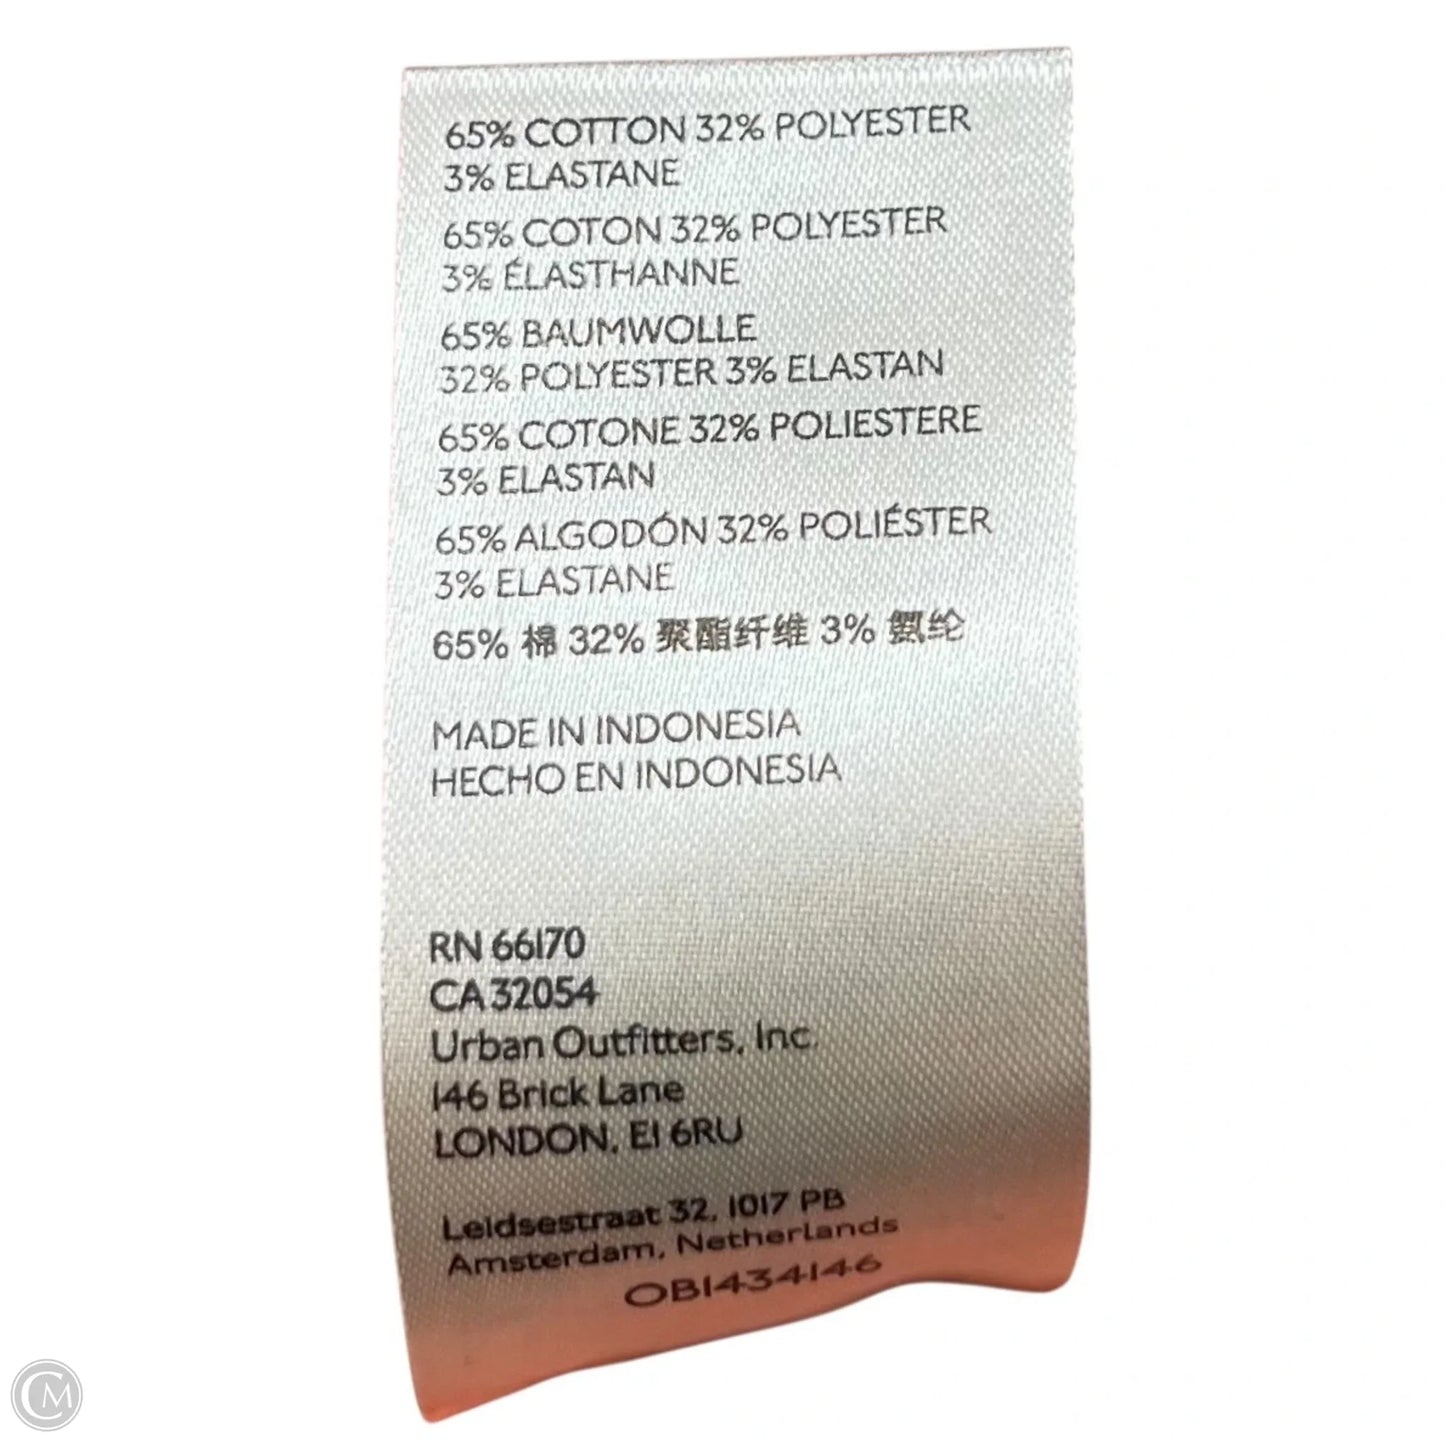 65% COTTON 32% POLYESTER
3% ELASTANE
65% COTON 32% POLYESTER
3% ÉLASTHANNE
65% BAUMWOLLE
32% POLYESTER 3% ELASTAN
65% COTONE 32% POLIESTERE
3% ELASTAN
65% ALGODÓN 32% POLIÉSTER
3% ELASTANE
65% 棉 32% 聚酯纤维 3% 氨纶
MADE IN INDONESIA
HECHO EN INDONESIA
RN 66170
CA 32054
Urban Outfitters, Inc.
146 Brick Lane
LONDON, E1 6RU
Leidsestraat 32, 1017 PB
Amsterdam, Netherlands
OB1434146
CM